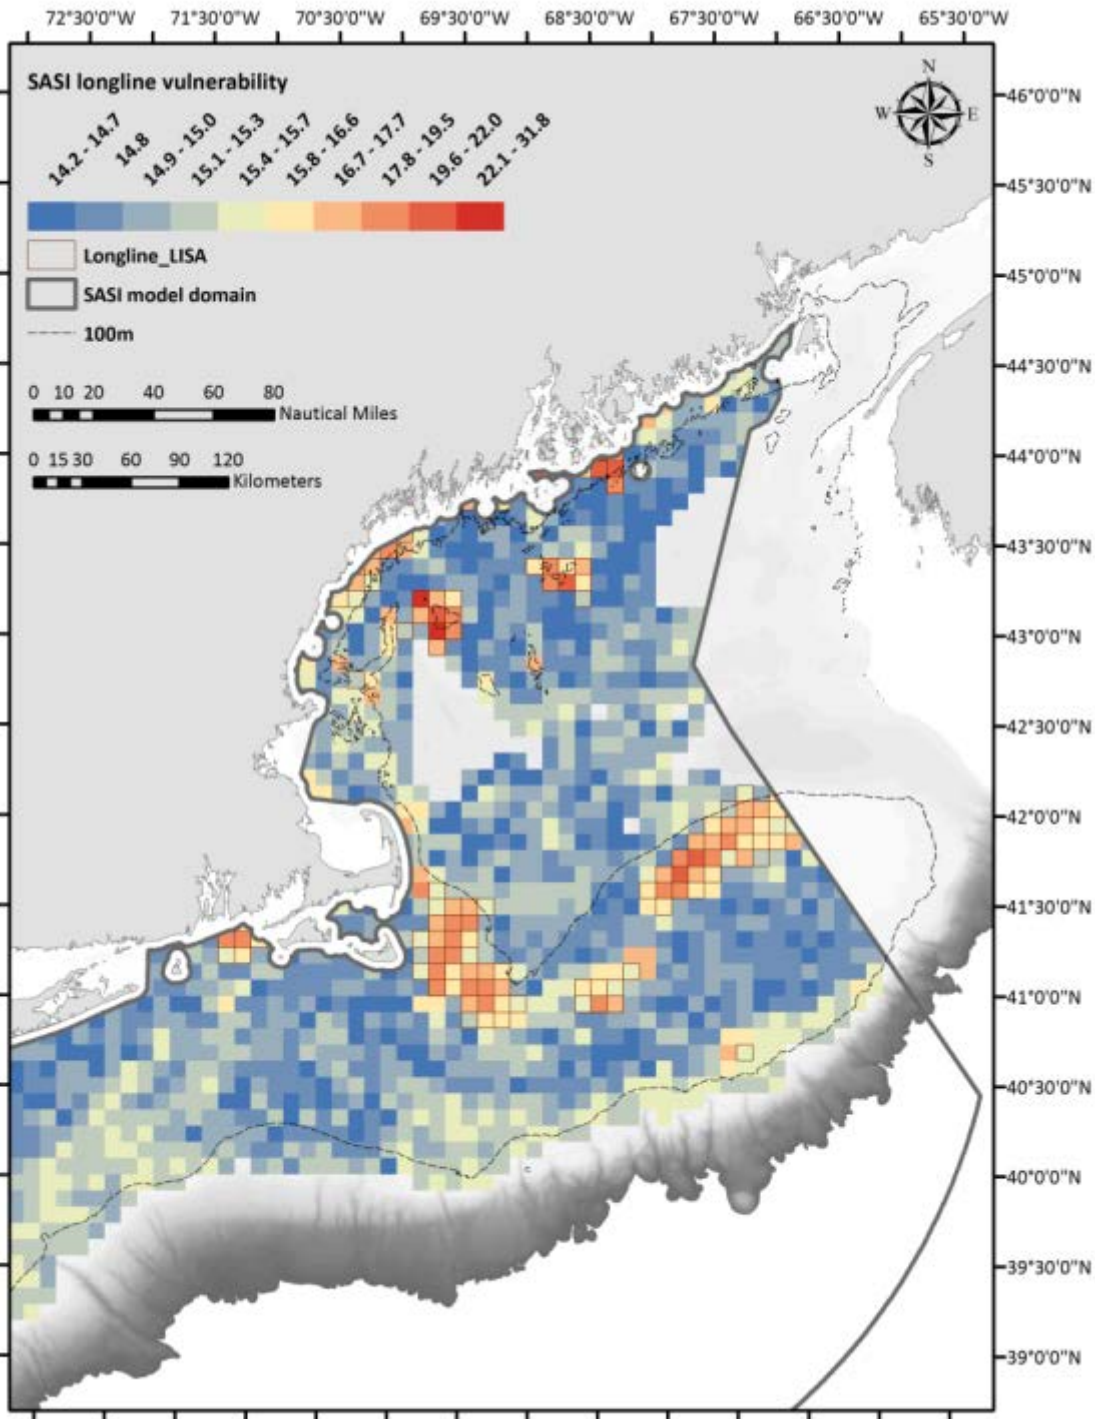 72°30'0"W 71°30'0"W 70°30'0"W 69°30'0"W 68°30'0"W 67°30'0"W 66°30'0"W 65°30'0"W
SASI longline vulnerability
14.2 - 14.7
14.8
14.9 - 15.0
15.1 - 15.3
15.4 - 15.7
15.8 - 16.6
16.7 - 17.7
17.8 - 19.5
19.6 - 22.0
22.1 - 31.8
Longline_LISA
SASI model domain
100m
0 10 20 40 60 80
Nautical Miles
0 15 30 60 90 120
Kilometers
N
W E
S
46°0'0"N
45°30'0"N
45°0'0"N
44°30'0"N
44°0'0"N
43°30'0"N
43°0'0"N
42°30'0"N
42°0'0"N
41°30'0"N
41°0'0"N
40°30'0"N
40°0'0"N
39°30'0"N
39°0'0"N